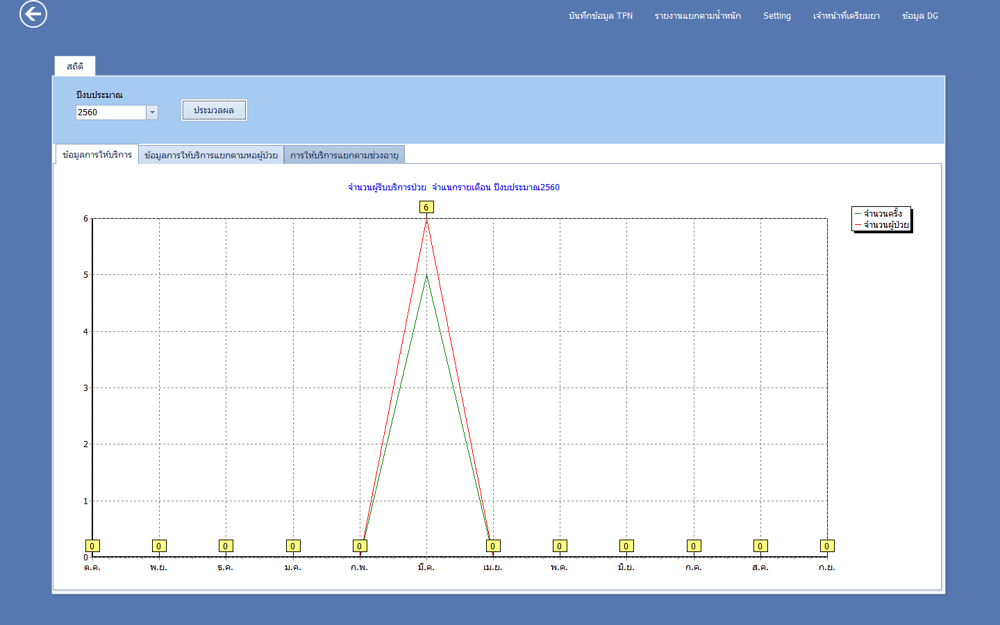 บันทึกข้อมูล TPN รายงานแยกตามน้ำหนัก Setting เจ้าหน้าที่เตรียมยา ข้อมูล DG
สถิติ
ปีงบประมาณ
2560 ประมวลผล
ข้อมูลการให้บริการ ข้อมูลการให้บริการแยกตามหอผู้ป่วย การให้บริการแยกตามช่วงอายุ
จำนวนผู้รับบริการป่วย จำแนกรายเดือน ปีงบประมาณ2560
6
จำนวนครั้ง
จำนวนผู้ป่วย
6
5
4
3
2
1
0
0 0 0 0 0 0 0 0 0 0 0
ต.ค. พ.ย. ธ.ค. ม.ค. ก.พ. มี.ค. เม.ย. พ.ค. มิ.ย. ก.ค. ส.ค. ก.ย.